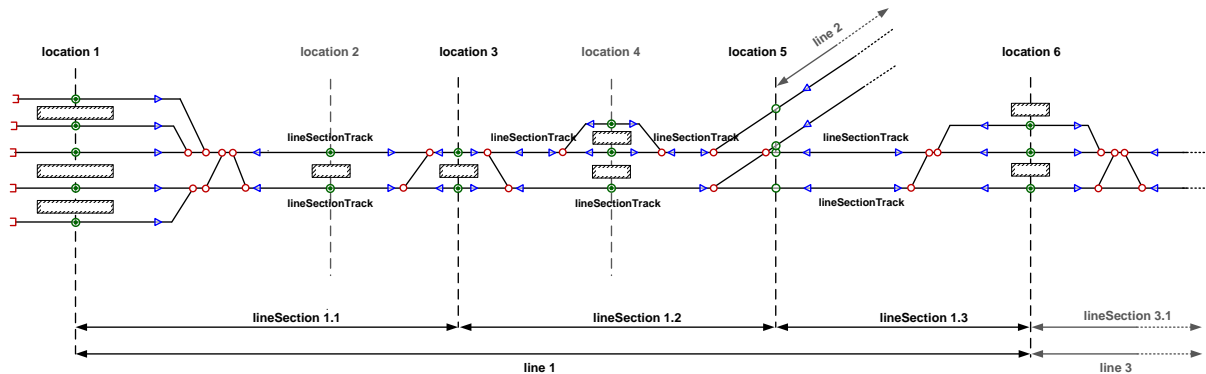 line 2
location 1
location 2
location 3
location 4
location 5
location 6
lineSectionTrack
lineSectionTrack
lineSectionTrack
lineSectionTrack
lineSectionTrack
lineSectionTrack
lineSectionTrack
lineSection 1.1
lineSection 1.2
lineSection 1.3
lineSection 3.1
line 1
line 3